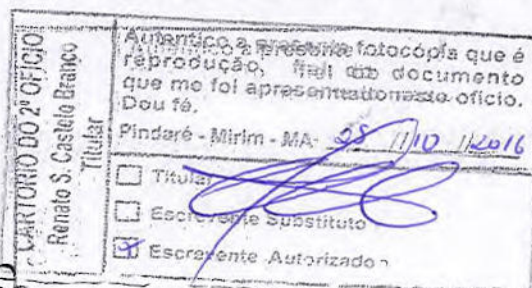 CARTÓRIO DO 2º OFÍCIO
Renato S. Castelo Branco
Titular
Autentico a presente fotocópia que é
reprodução, fiel do documento
que me foi apresentado neste ofício.
Dou fé.
Pindaré - Mirim - MA- 28 / 10 / 2016
Titular
Escrevente Substituto
Escrevente Autorizado